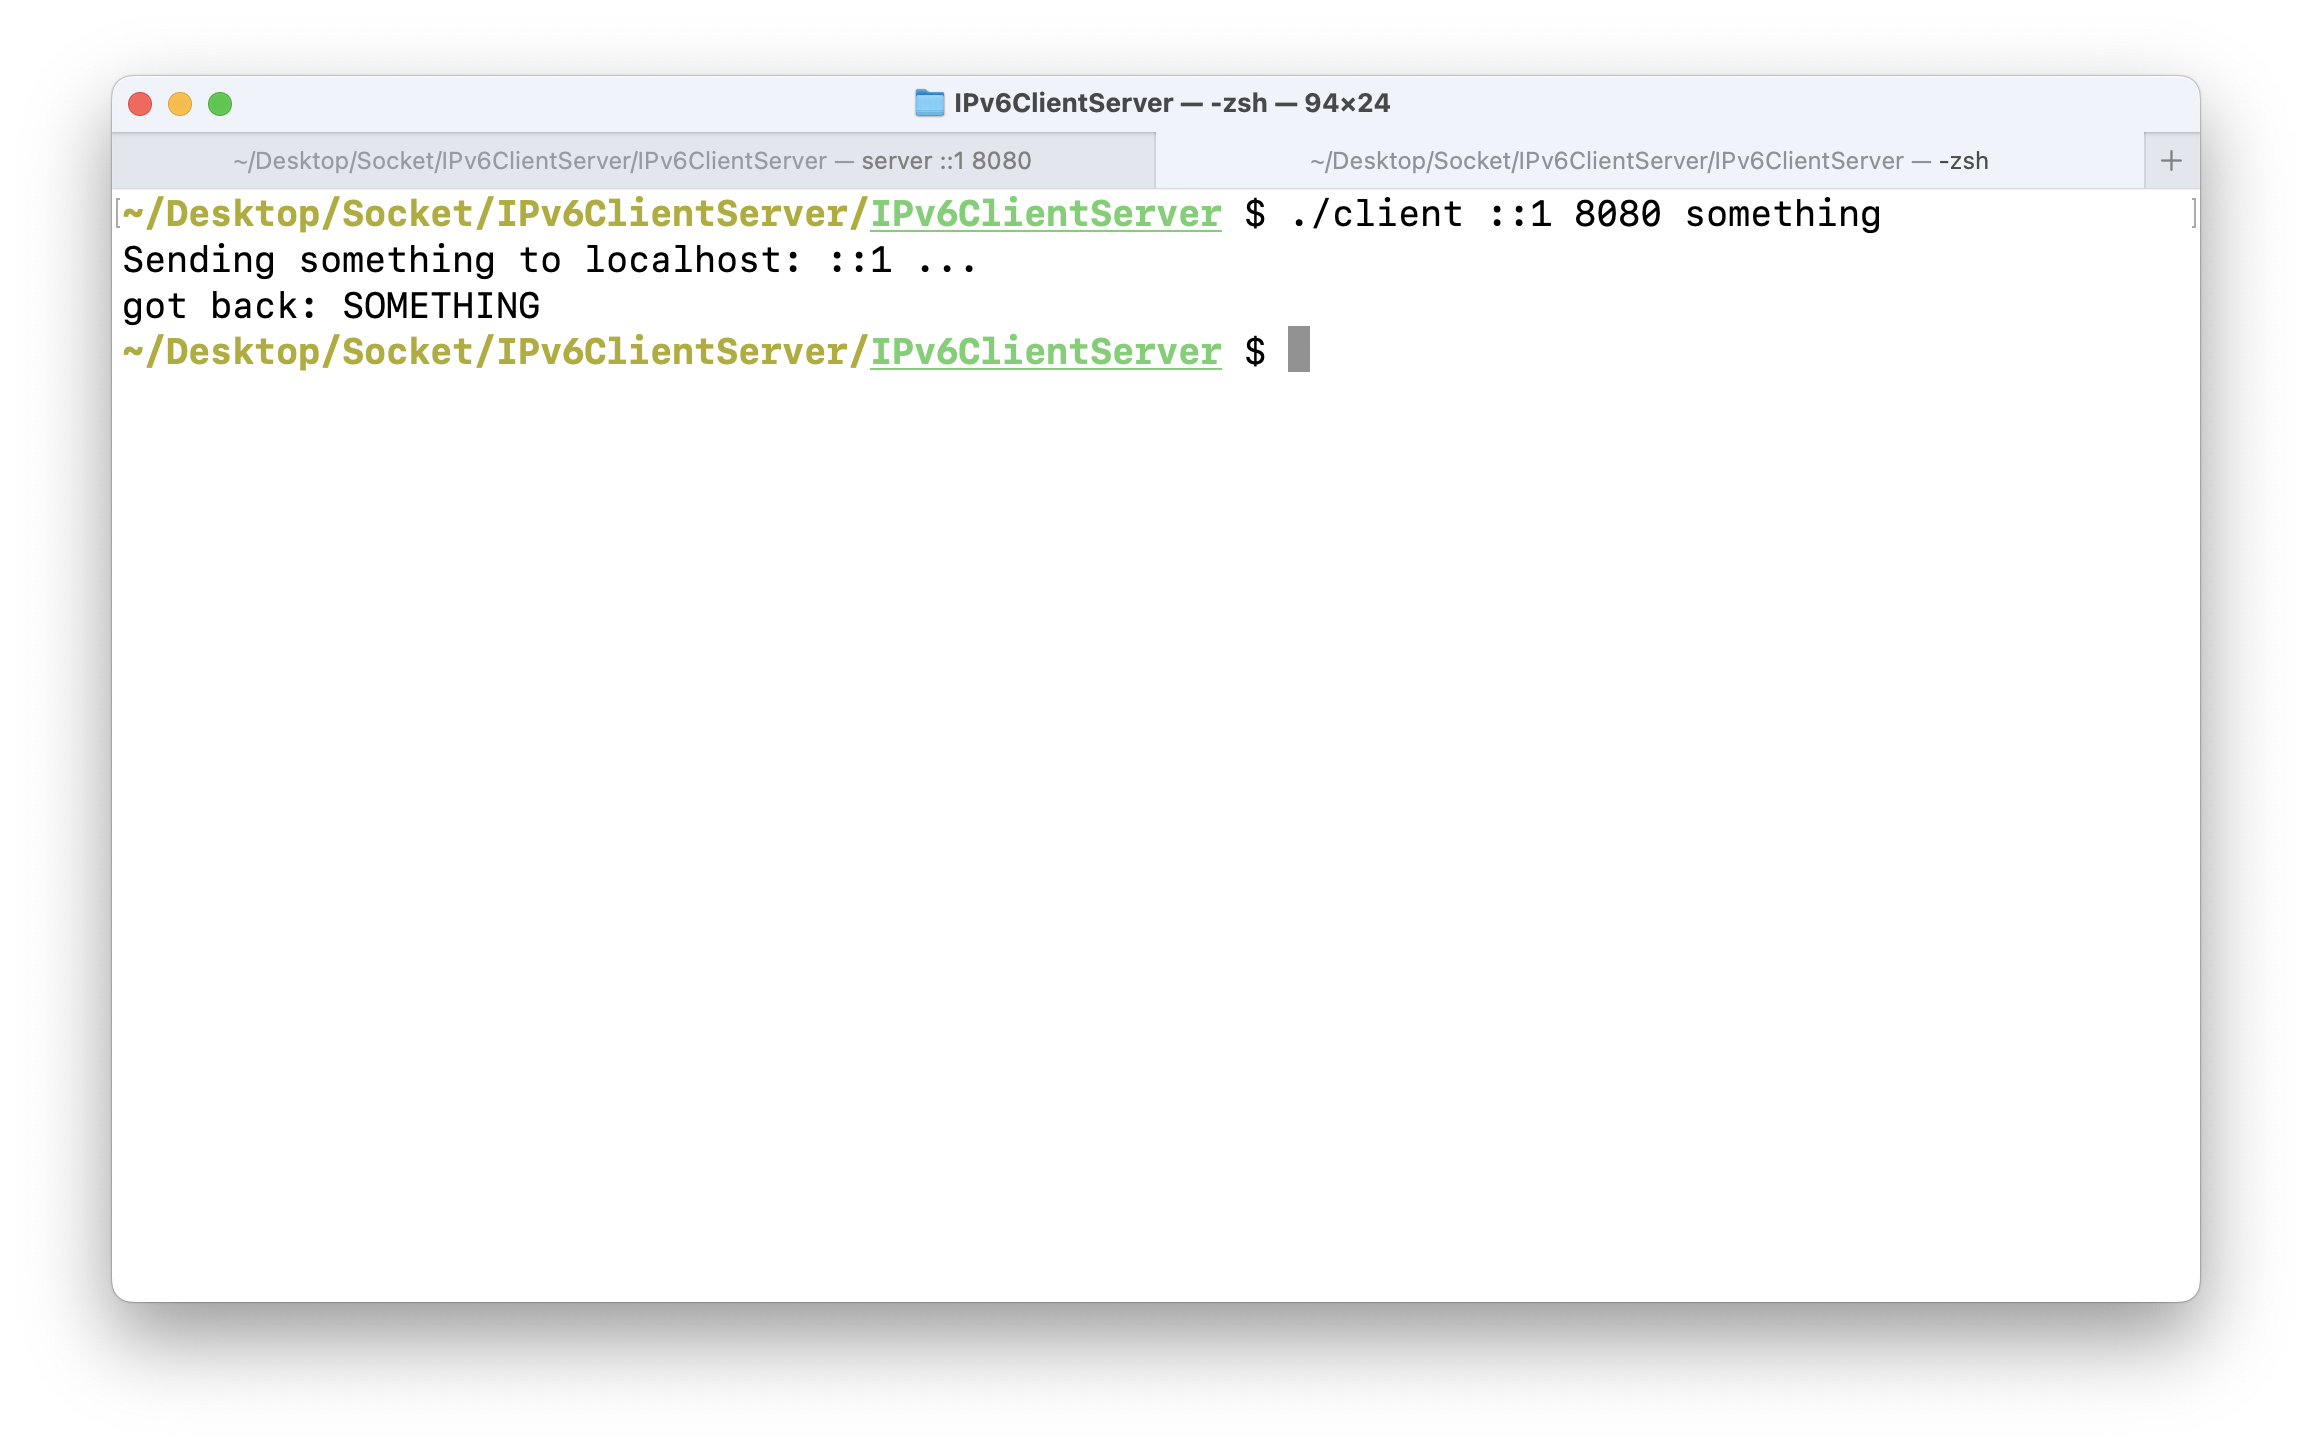 IPv6ClientServer — -zsh — 94×24
~/Desktop/Socket/IPv6ClientServer/IPv6ClientServer — server ::1 8080
~/Desktop/Socket/IPv6ClientServer/IPv6ClientServer — -zsh
+
[~/Desktop/Socket/IPv6ClientServer/IPv6ClientServer $ ./client ::1 8080 something ]
Sending something to localhost: ::1 ...
got back: SOMETHING
~/Desktop/Socket/IPv6ClientServer/IPv6ClientServer $